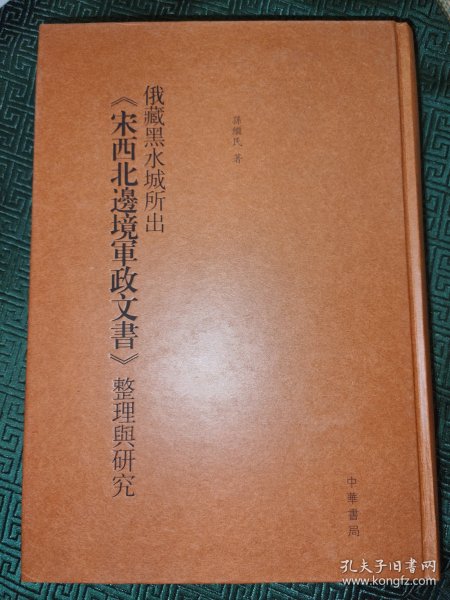 俄藏黑水城所出
《宋西北邊境軍政文書》整理與研究
孫繼民 著
中華書局
孔夫子旧书网
www.kongfz.com